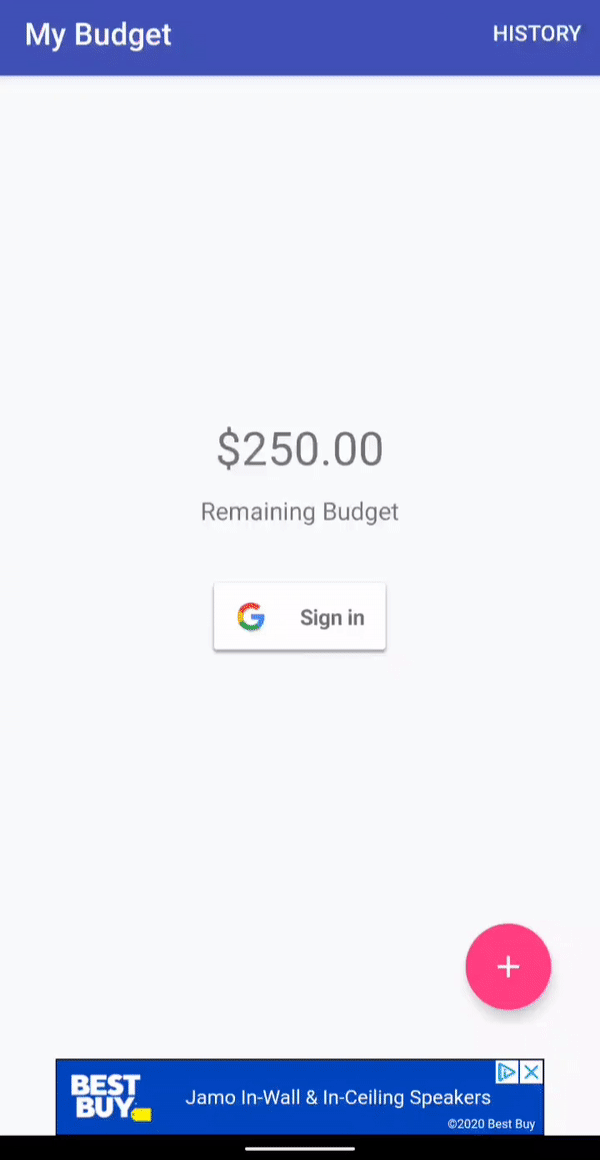 My Budget
HISTORY
$250.00
Remaining Budget
G Sign in
+
BEST
BUY
Jamo In-Wall & In-Ceiling Speakers
©2020 Best Buy